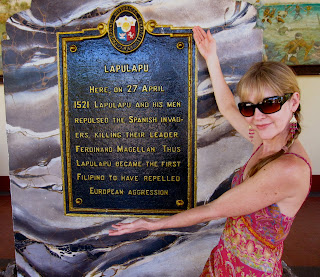 LAPULAPU
HERE, ON 27 APRIL
1521 LAPULAPU AND HIS MEN
REPULSED THE SPANISH INVAD-
ERS, KILLING THEIR LEADER
FERDINAND MAGELLAN. THUS
LAPULAPU BECAME THE FIRST
FILIPINO TO HAVE REPELLED
EUROPEAN AGGRESSION